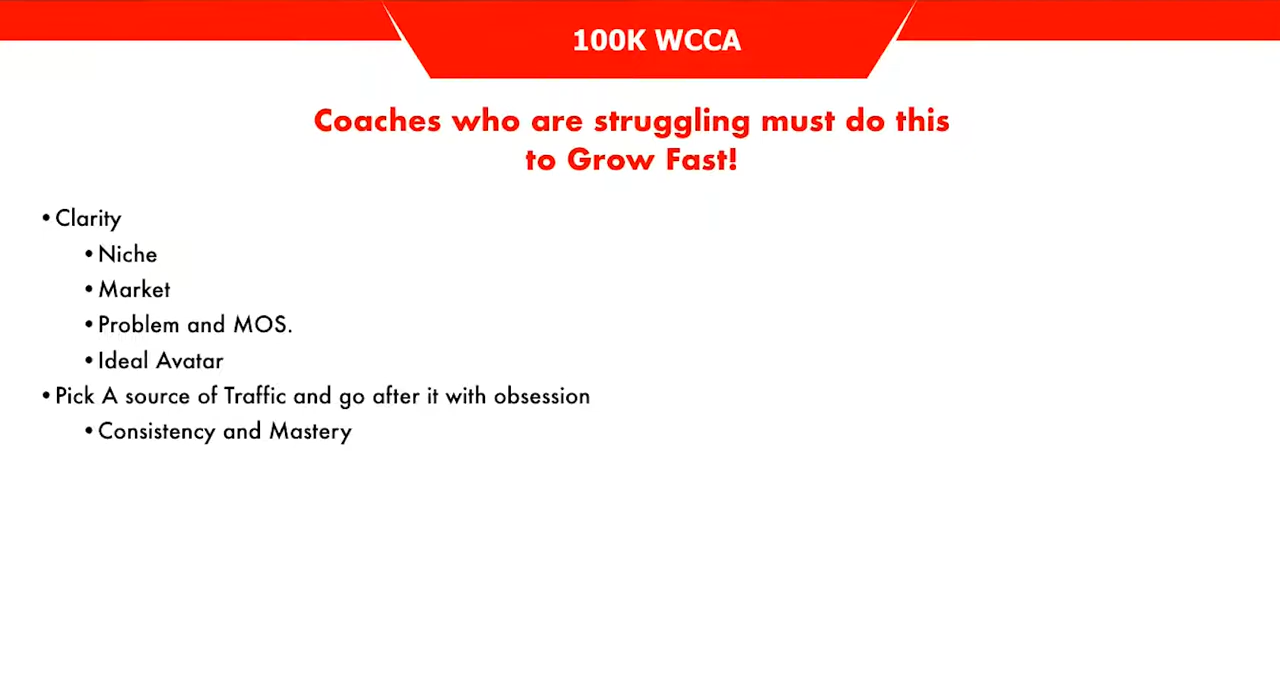 100K WCCA
Coaches who are struggling must do this
to Grow Fast!
• Clarity
• Niche
• Market
• Problem and MOS.
• Ideal Avatar
• Pick A source of Traffic and go after it with obsession
• Consistency and Mastery